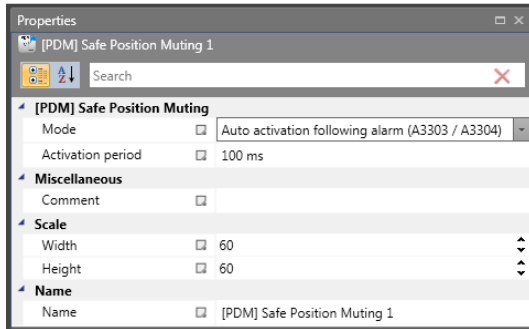 Properties
[PDM] Safe Position Muting 1
Search
[PDM] Safe Position Muting
Mode Auto activation following alarm (A3303 / A3304)
Activation period 100 ms
Miscellaneous
Comment
Scale
Width 60
Height 60
Name
Name [PDM] Safe Position Muting 1